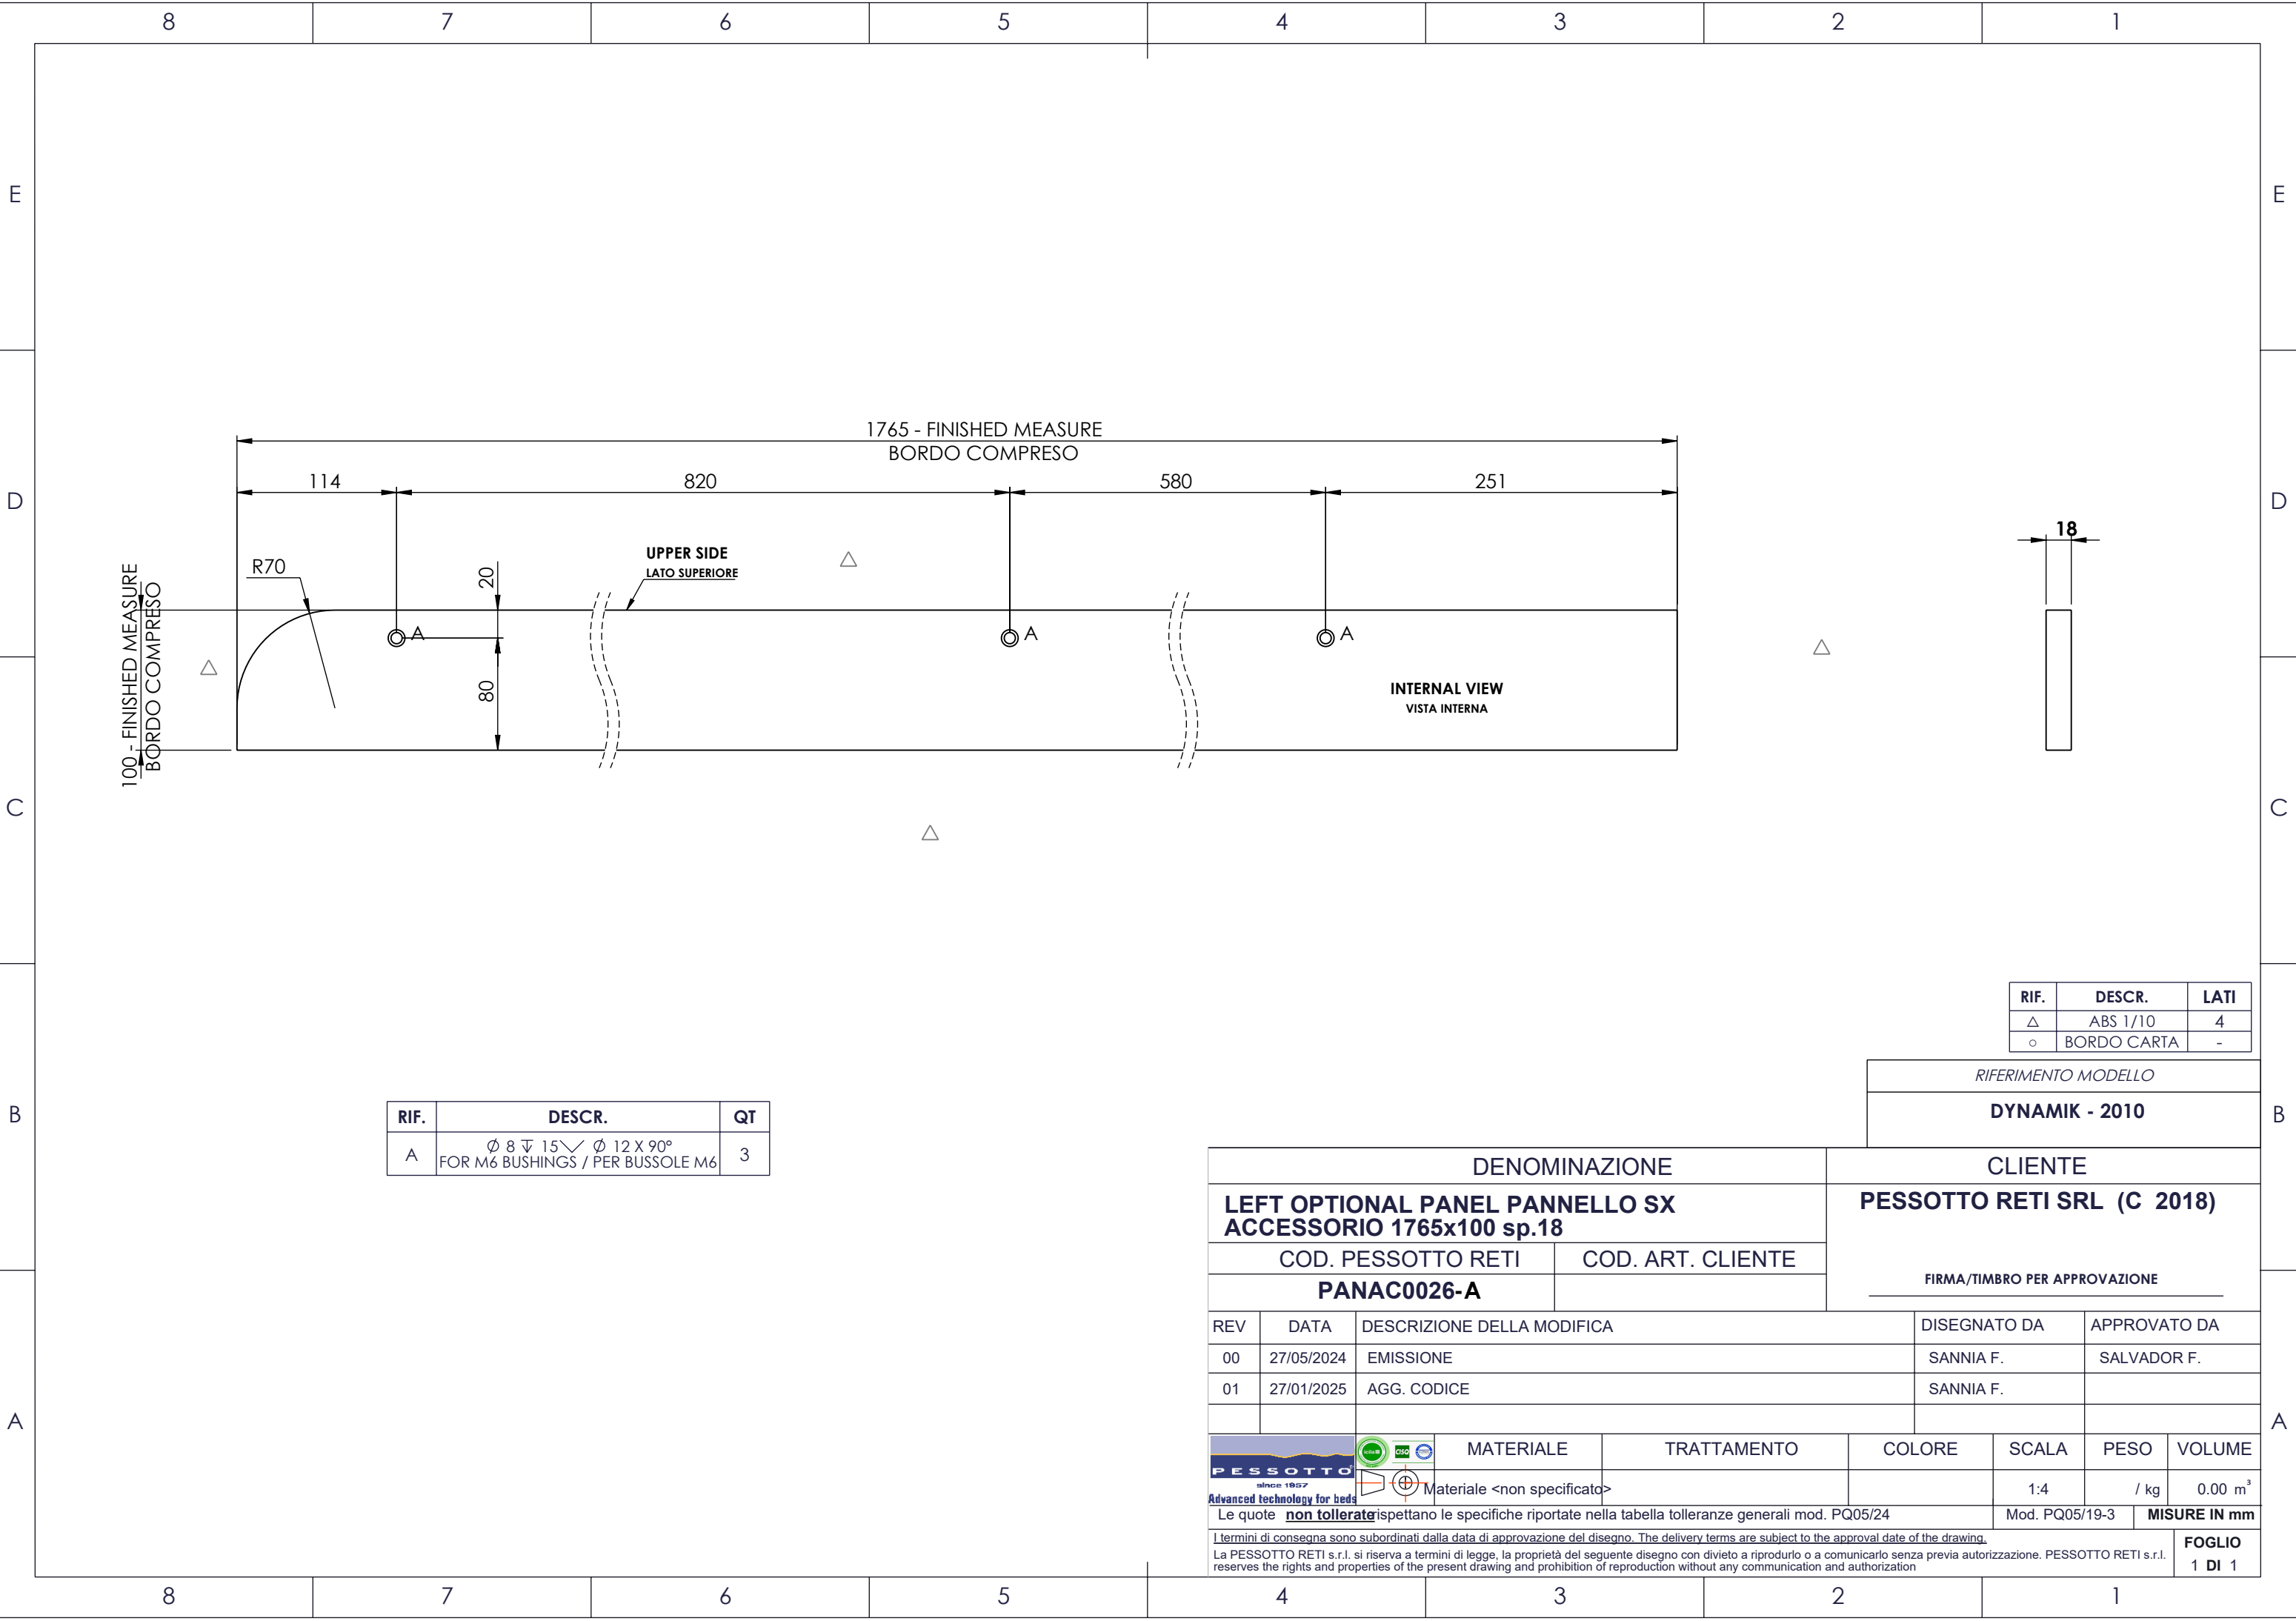 8 7 6 5 4 3 2 1
E E
D D
C C
B B
A A
1765 - FINISHED MEASURE
BORDO COMPRESO
114 820 580 251
18
R70
20
80
UPPER SIDE
LATO SUPERIORE
100 - FINISHED MEASURE
BORDO COMPRESO
A A A
INTERNAL VIEW
VISTA INTERNA
RIF. DESCR. LATI
△ ABS 1/10 4
○ BORDO CARTA -
RIFERIMENTO MODELLO
DYNAMIK - 2010
RIF. DESCR. QT
A Ø 8 ↧ 15 ⌵ Ø 12 X 90° 3
FOR M6 BUSHINGS / PER BUSSOLE M6
DENOMINAZIONE CLIENTE
LEFT OPTIONAL PANEL PANNELLO SX
ACCESSORIO 1765x100 sp.18
PESSOTTO RETI SRL (C 2018)
COD. PESSOTTO RETI COD. ART. CLIENTE
PANAC0026-A
FIRMA/TIMBRO PER APPROVAZIONE
REV DATA DESCRIZIONE DELLA MODIFICA DISEGNATO DA APPROVATO DA
00 27/05/2024 EMISSIONE SANNIA F. SALVADOR F.
01 27/01/2025 AGG. CODICE SANNIA F.
PESSOTTO
since 1957
Advanced technology for beds
CISQ
MATERIALE TRATTAMENTO COLORE SCALA PESO VOLUME
Materiale <non specificato> 1:4 / kg 0.00 m³
Le quote non tollerate rispettano le specifiche riportate nella tabella tolleranze generali mod. PQ05/24 Mod. PQ05/19-3 MISURE IN mm
I termini di consegna sono subordinati dalla data di approvazione del disegno. The delivery terms are subject to the approval date of the drawing.
La PESSOTTO RETI s.r.l. si riserva a termini di legge, la proprietà del seguente disegno con divieto a riprodurlo o a comunicarlo senza previa autorizzazione. PESSOTTO RETI s.r.l.
reserves the rights and properties of the present drawing and prohibition of reproduction without any communication and authorization
FOGLIO
1 DI 1
8 7 6 5 4 3 2 1